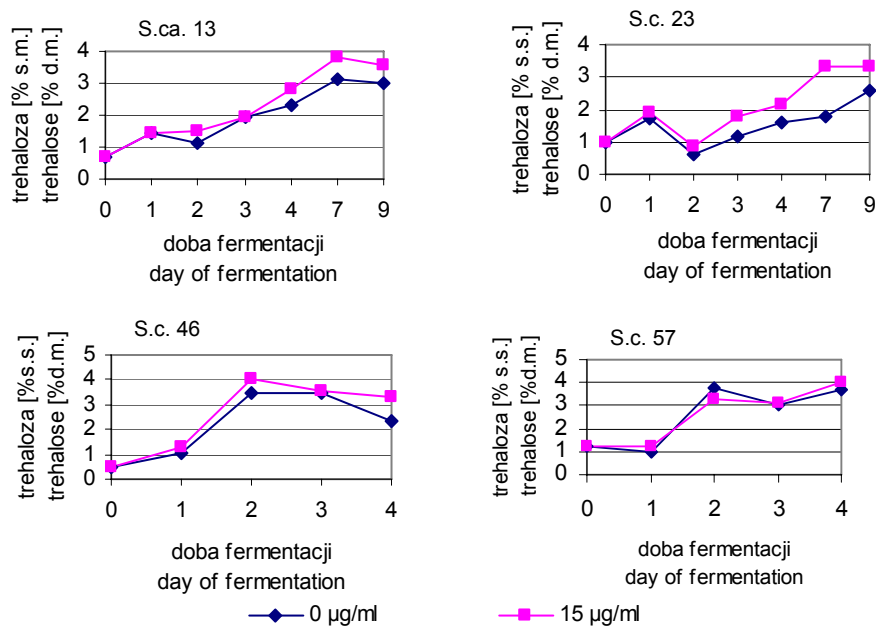 S.ca. 13
trehaloza [% s.m.]
trehalose [% d.m.]
4
3
2
1
0
0 1 2 3 4 7 9
doba fermentacji
day of fermentation
S.c. 23
trehaloza [% s.s.]
trehalose [% d.m.]
4
3
2
1
0
0 1 2 3 4 7 9
doba fermentacji
day of fermentation
S.c. 46
trehaloza [%s.s.]
trehalose [%d.m.]
5
4
3
2
1
0
0 1 2 3 4
doba fermentacji
day of fermentation
S.c. 57
trehaloza [% s.s.]
trehalose [%d.m.]
5
4
3
2
1
0
0 1 2 3 4
doba fermentacji
day of fermentation
0 µg/ml 15 µg/ml